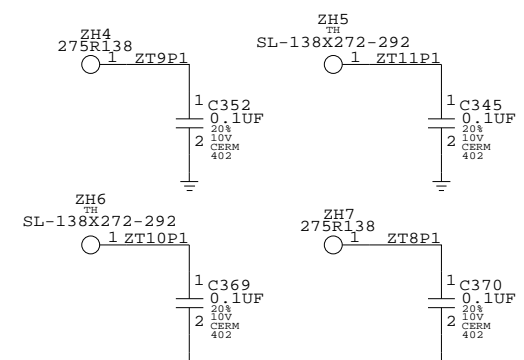 ZH4
275R138
1 ZT9P1
1 C352
0.1UF
20%
10V
2 CERM
402
ZH5
TH
SL-138X272-292
1 ZT11P1
1 C345
0.1UF
20%
10V
2 CERM
402
ZH6
TH
SL-138X272-292
1 ZT10P1
1 C369
0.1UF
20%
10V
2 CERM
402
ZH7
275R138
1 ZT8P1
1 C370
0.1UF
20%
10V
2 CERM
402